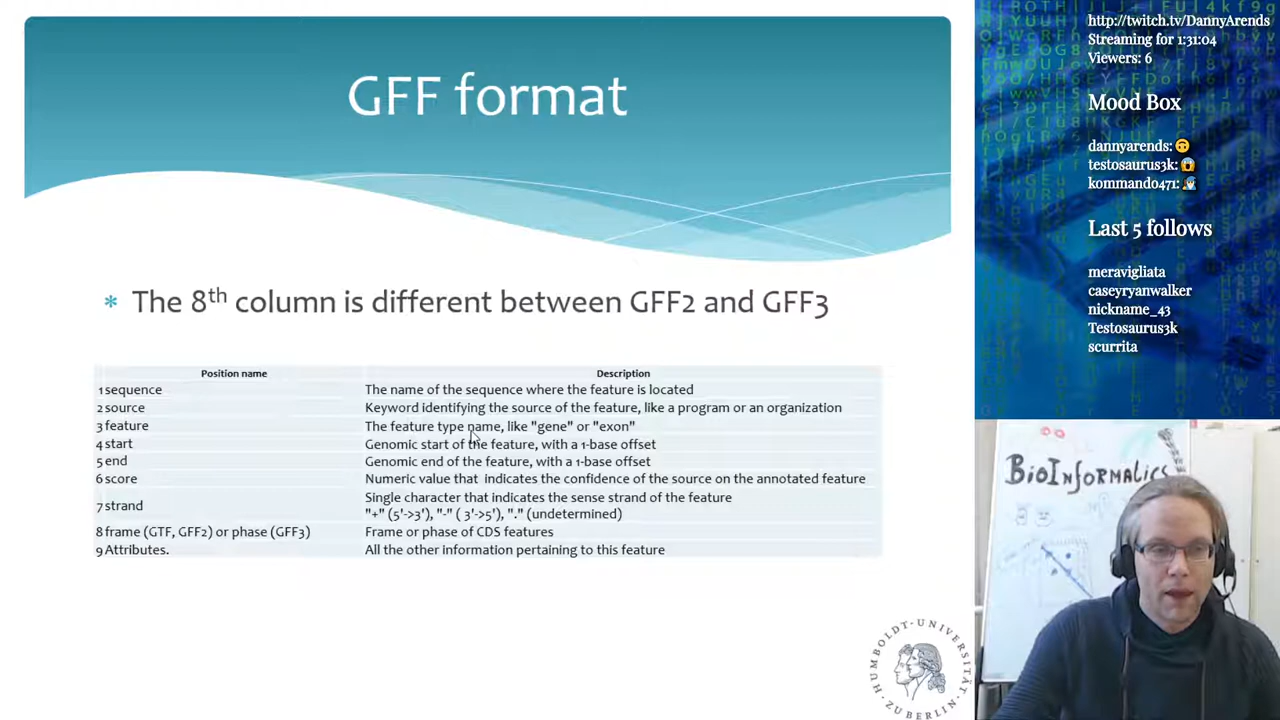 GFF format
* The 8th column is different between GFF2 and GFF3
Position name Description
1 sequence The name of the sequence where the feature is located
2 source Keyword identifying the source of the feature, like a program or an organization
3 feature The feature type name, like "gene" or "exon"
4 start Genomic start of the feature, with a 1-base offset
5 end Genomic end of the feature, with a 1-base offset
6 score Numeric value that indicates the confidence of the source on the annotated feature
7 strand Single character that indicates the sense strand of the feature
"+" (5'->3'), "-" ( 3'->5'), "." (undetermined)
8 frame (GTF, GFF2) or phase (GFF3) Frame or phase of CDS features
9 Attributes. All the other information pertaining to this feature
HUMBOLDT-UNIVERSITÄT
ZU BERLIN
http://twitch.tv/DannyArends
Streaming for 1:31:04
Viewers: 6
Mood Box
dannyarends: 🙃
testosaurus3k: 😱
kommando471:
Last 5 follows
meravigliata
caseyryanwalker
nickname_43
Testosaurus3k
scurrita
BioInformatics